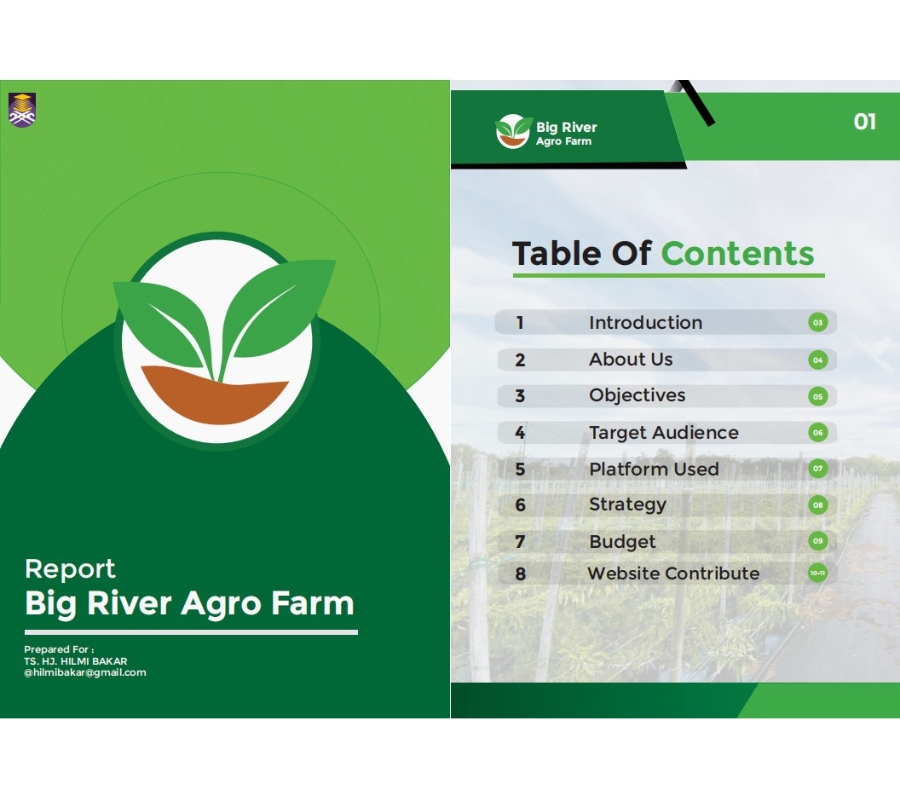 Report
Big River Agro Farm
Prepared For :
TS. HJ. HILMI BAKAR
@hilmibakar@gmail.com
Big River
Agro Farm
01
Table Of Contents
1 Introduction 03
2 About Us 04
3 Objectives 05
4 Target Audience 06
5 Platform Used 07
6 Strategy 08
7 Budget 09
8 Website Contribute 10-11